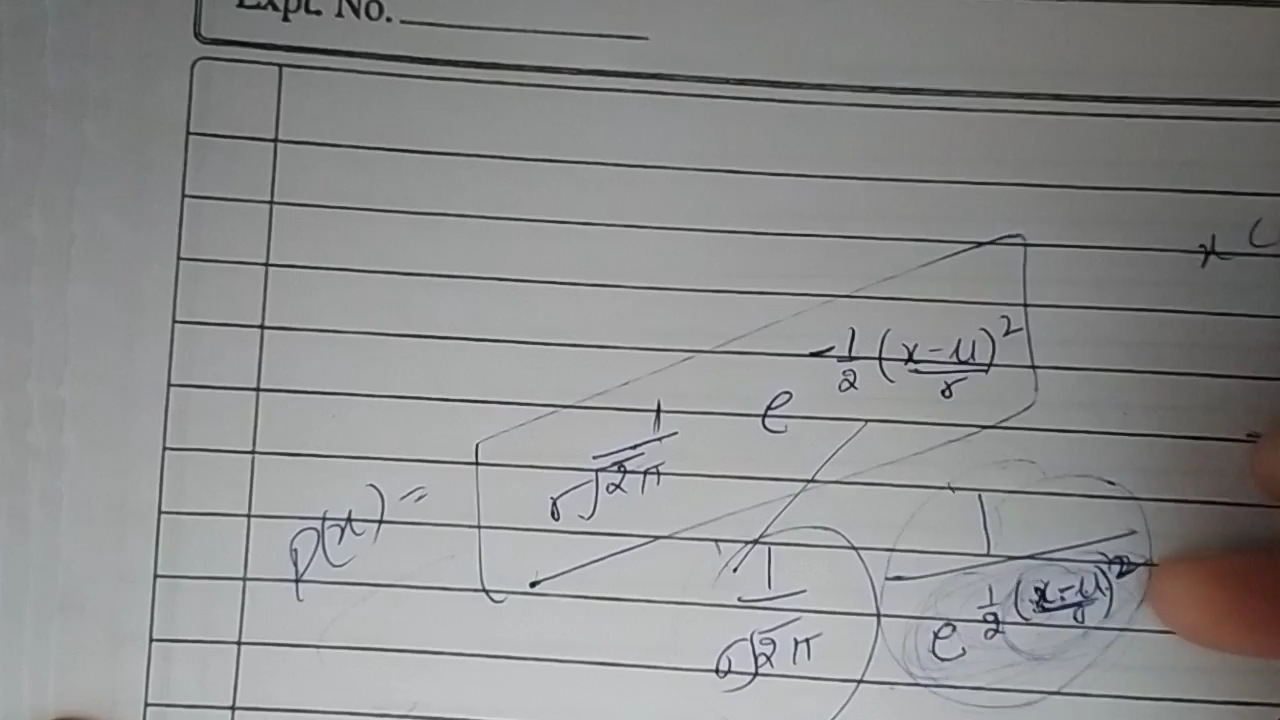 Expt. No.
x
p(x) = 1/σ√2π e^-1/2 (x-μ/σ)^2
1/σ√2π 1/e^1/2 (x-μ/σ)^2